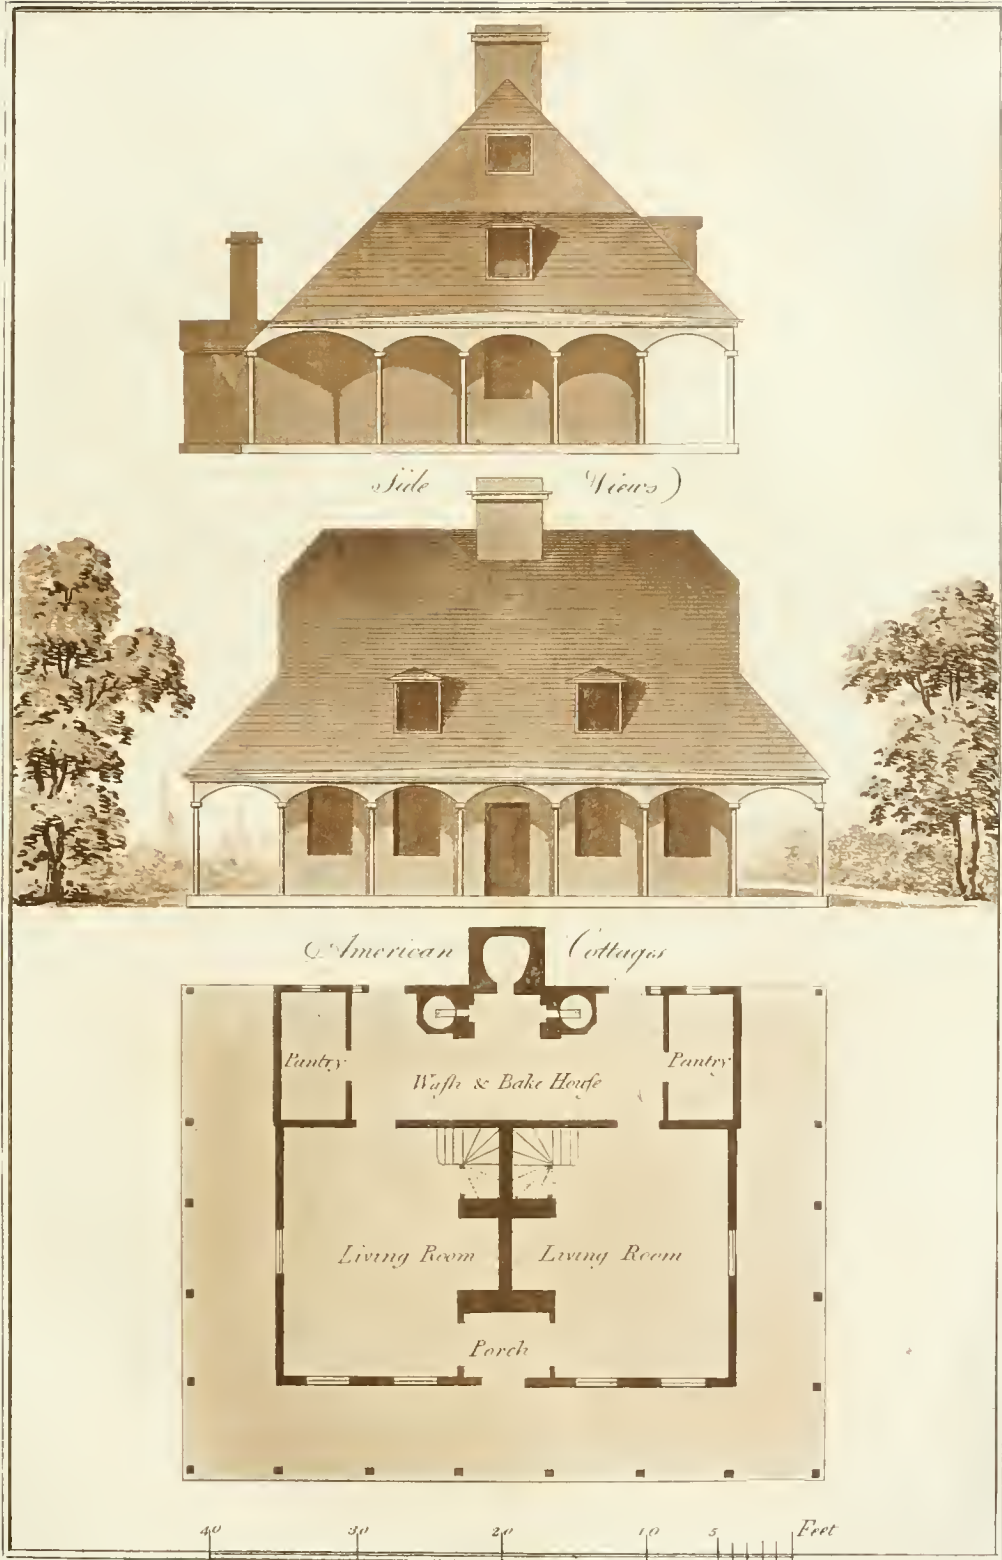 Side Views)
American Cottages
Pantry
Pantry
Waſh & Bake Houſe
Living Room
Living Room
Porch
40 30 20 10 5 Feet